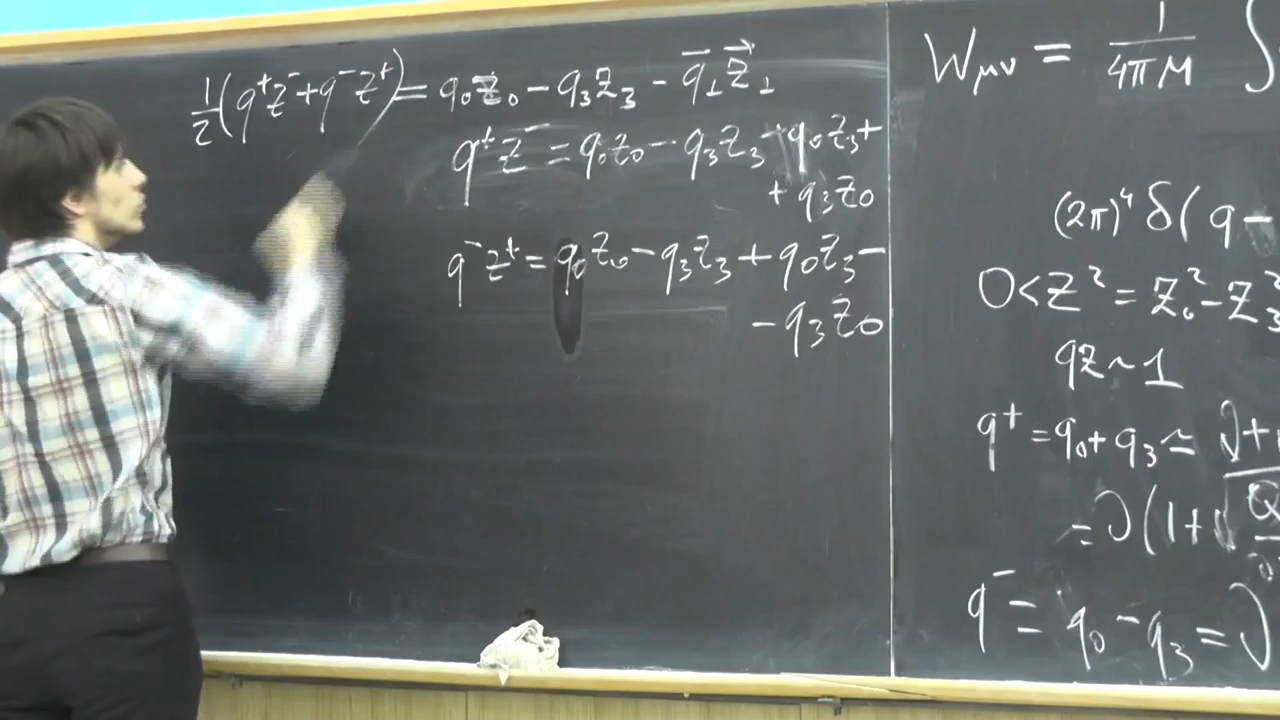 ½(q⁺z⁻+q⁻z⁺) = q₀z₀ − q₃z₃ − q⃗⊥z⃗⊥
q⁺z⁻ = q₀z₀ − q₃z₃ − q₀z₃ +
+ q₃z₀
q⁻z⁺ = q₀z₀ − q₃z₃ + q₀z₃ −
− q₃z₀
W_μν = 1/(4πM) ∫
(2π)⁴ δ( q −
0 < z² = z₀² − z₃²
qz ~ 1
q⁺ = q₀ + q₃ ≈ ν +
= ν(1 + √Q
q⁻ = q₀ − q₃ = ν